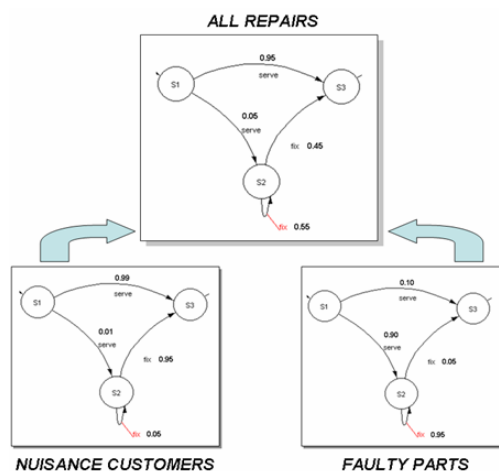 ALL REPAIRS
0.95
serve
S1
S3
0.05
serve
fix 0.45
S2
fix 0.55
0.99
serve
S1
S3
0.01
serve
fix 0.95
S2
fix 0.05
NUISANCE CUSTOMERS
0.10
serve
S1
S3
0.90
serve
fix 0.05
S2
fix 0.95
FAULTY PARTS